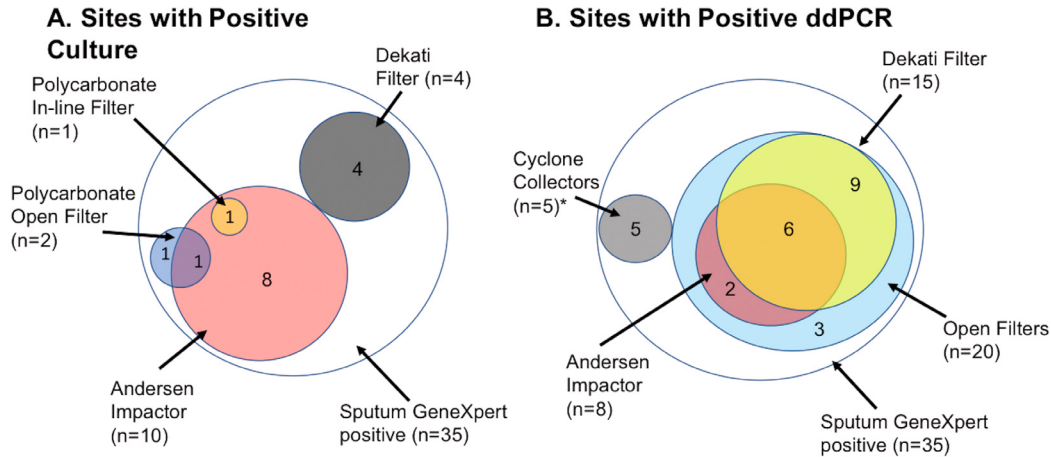 A. Sites with Positive
Culture
Dekati
Filter (n=4)
Polycarbonate
In-line Filter
(n=1)
Polycarbonate
Open Filter
(n=2)
4
1
1
1
8
Andersen
Impactor
(n=10)
Sputum GeneXpert
positive (n=35)
B. Sites with Positive ddPCR
Dekati Filter
(n=15)
Cyclone
Collectors
(n=5)*
9
5
6
2
3
Open Filters
(n=20)
Andersen
Impactor
(n=8)
Sputum GeneXpert
positive (n=35)